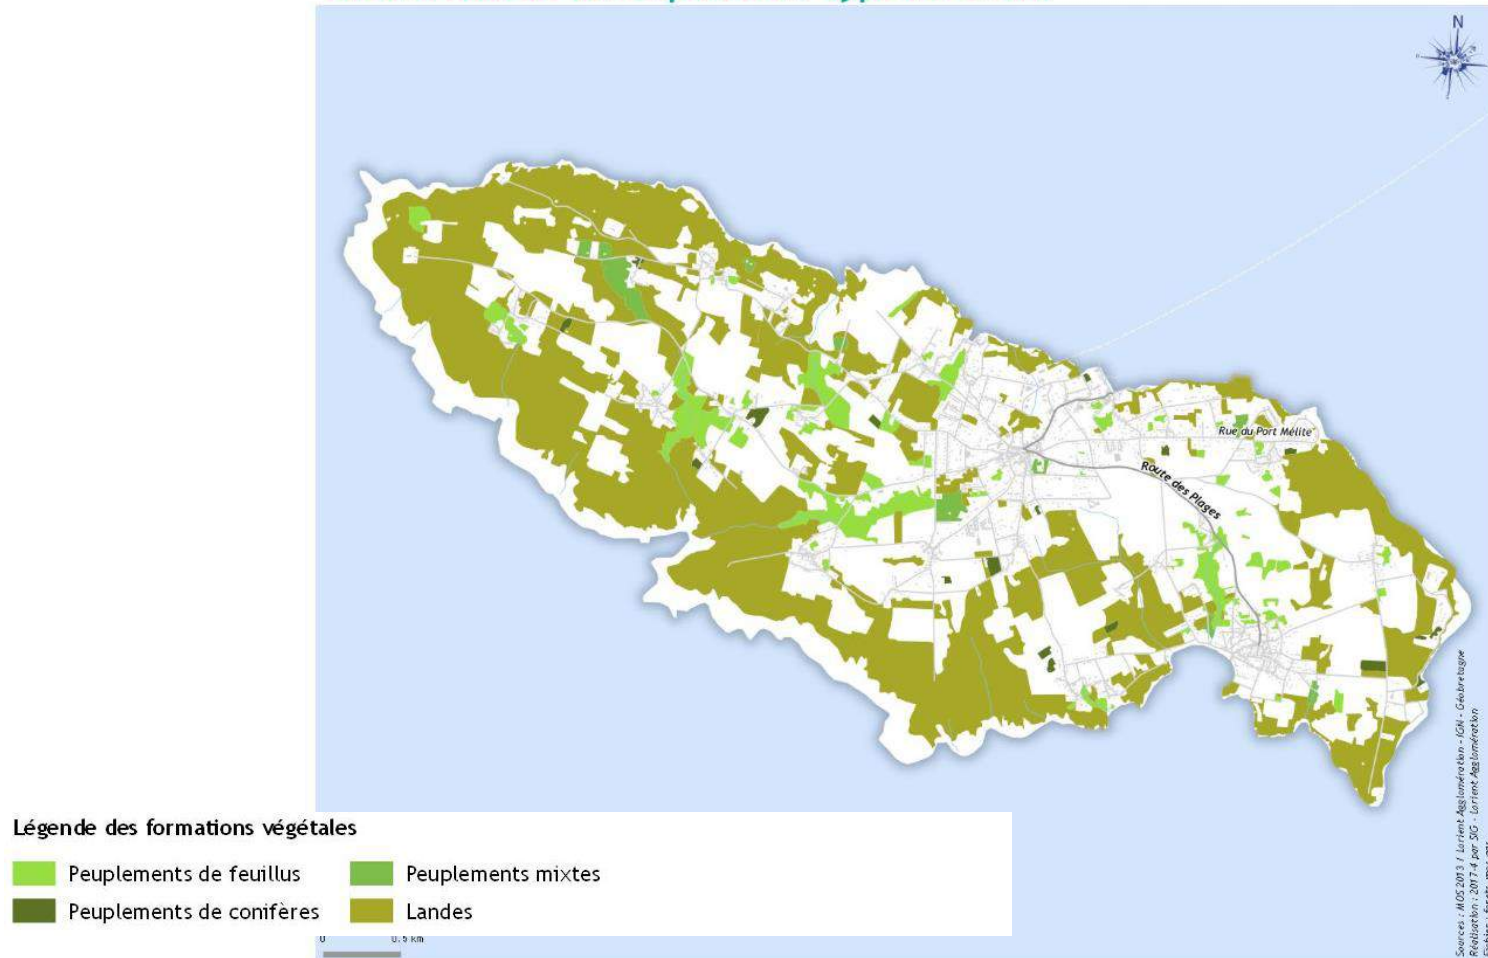 N
Rue du Port Mélite
Route des Plages
Légende des formations végétales
Peuplements de feuillus
Peuplements mixtes
Peuplements de conifères
Landes
0
0.5 km
Sources : MOS 2013 / Lorient Agglomération - IGN - Géobretagne
Réalisation : 2017-4 par SIG - Lorient Agglomération